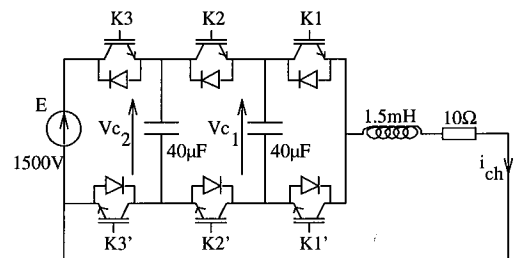 K3 K2 K1
E
1500V
Vc2
40μF
Vc1
40μF
1.5mH
10Ω
ich
K3' K2' K1'